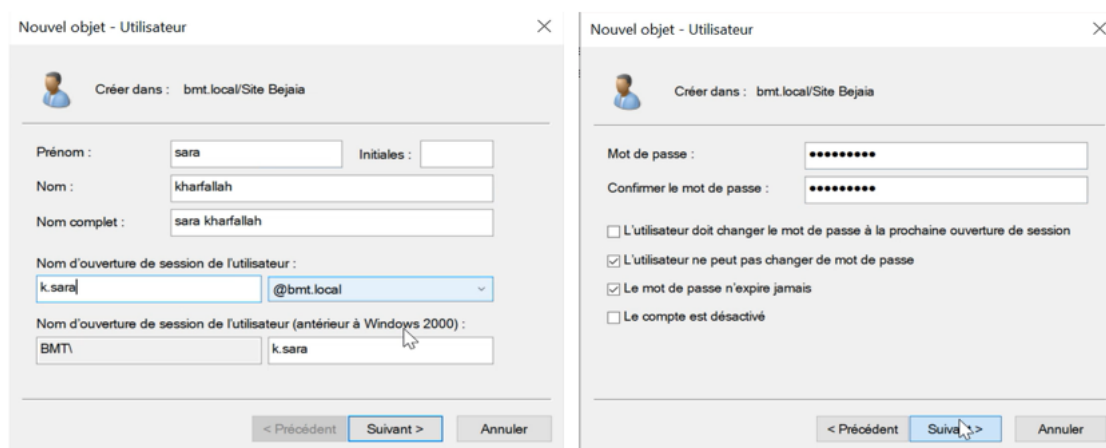 Nouvel objet - Utilisateur
Créer dans : bmt.local/Site Bejaia
Prénom : sara Initiales :
Nom : kharfallah
Nom complet : sara kharfallah
Nom d'ouverture de session de l'utilisateur :
k.sara @bmt.local
Nom d'ouverture de session de l'utilisateur (antérieur à Windows 2000) :
BMT\ k.sara
< Précédent Suivant > Annuler
Nouvel objet - Utilisateur
Créer dans : bmt.local/Site Bejaia
Mot de passe : •••••••••
Confirmer le mot de passe : •••••••••
L'utilisateur doit changer le mot de passe à la prochaine ouverture de session
L'utilisateur ne peut pas changer de mot de passe
Le mot de passe n'expire jamais
Le compte est désactivé
< Précédent Suivant > Annuler